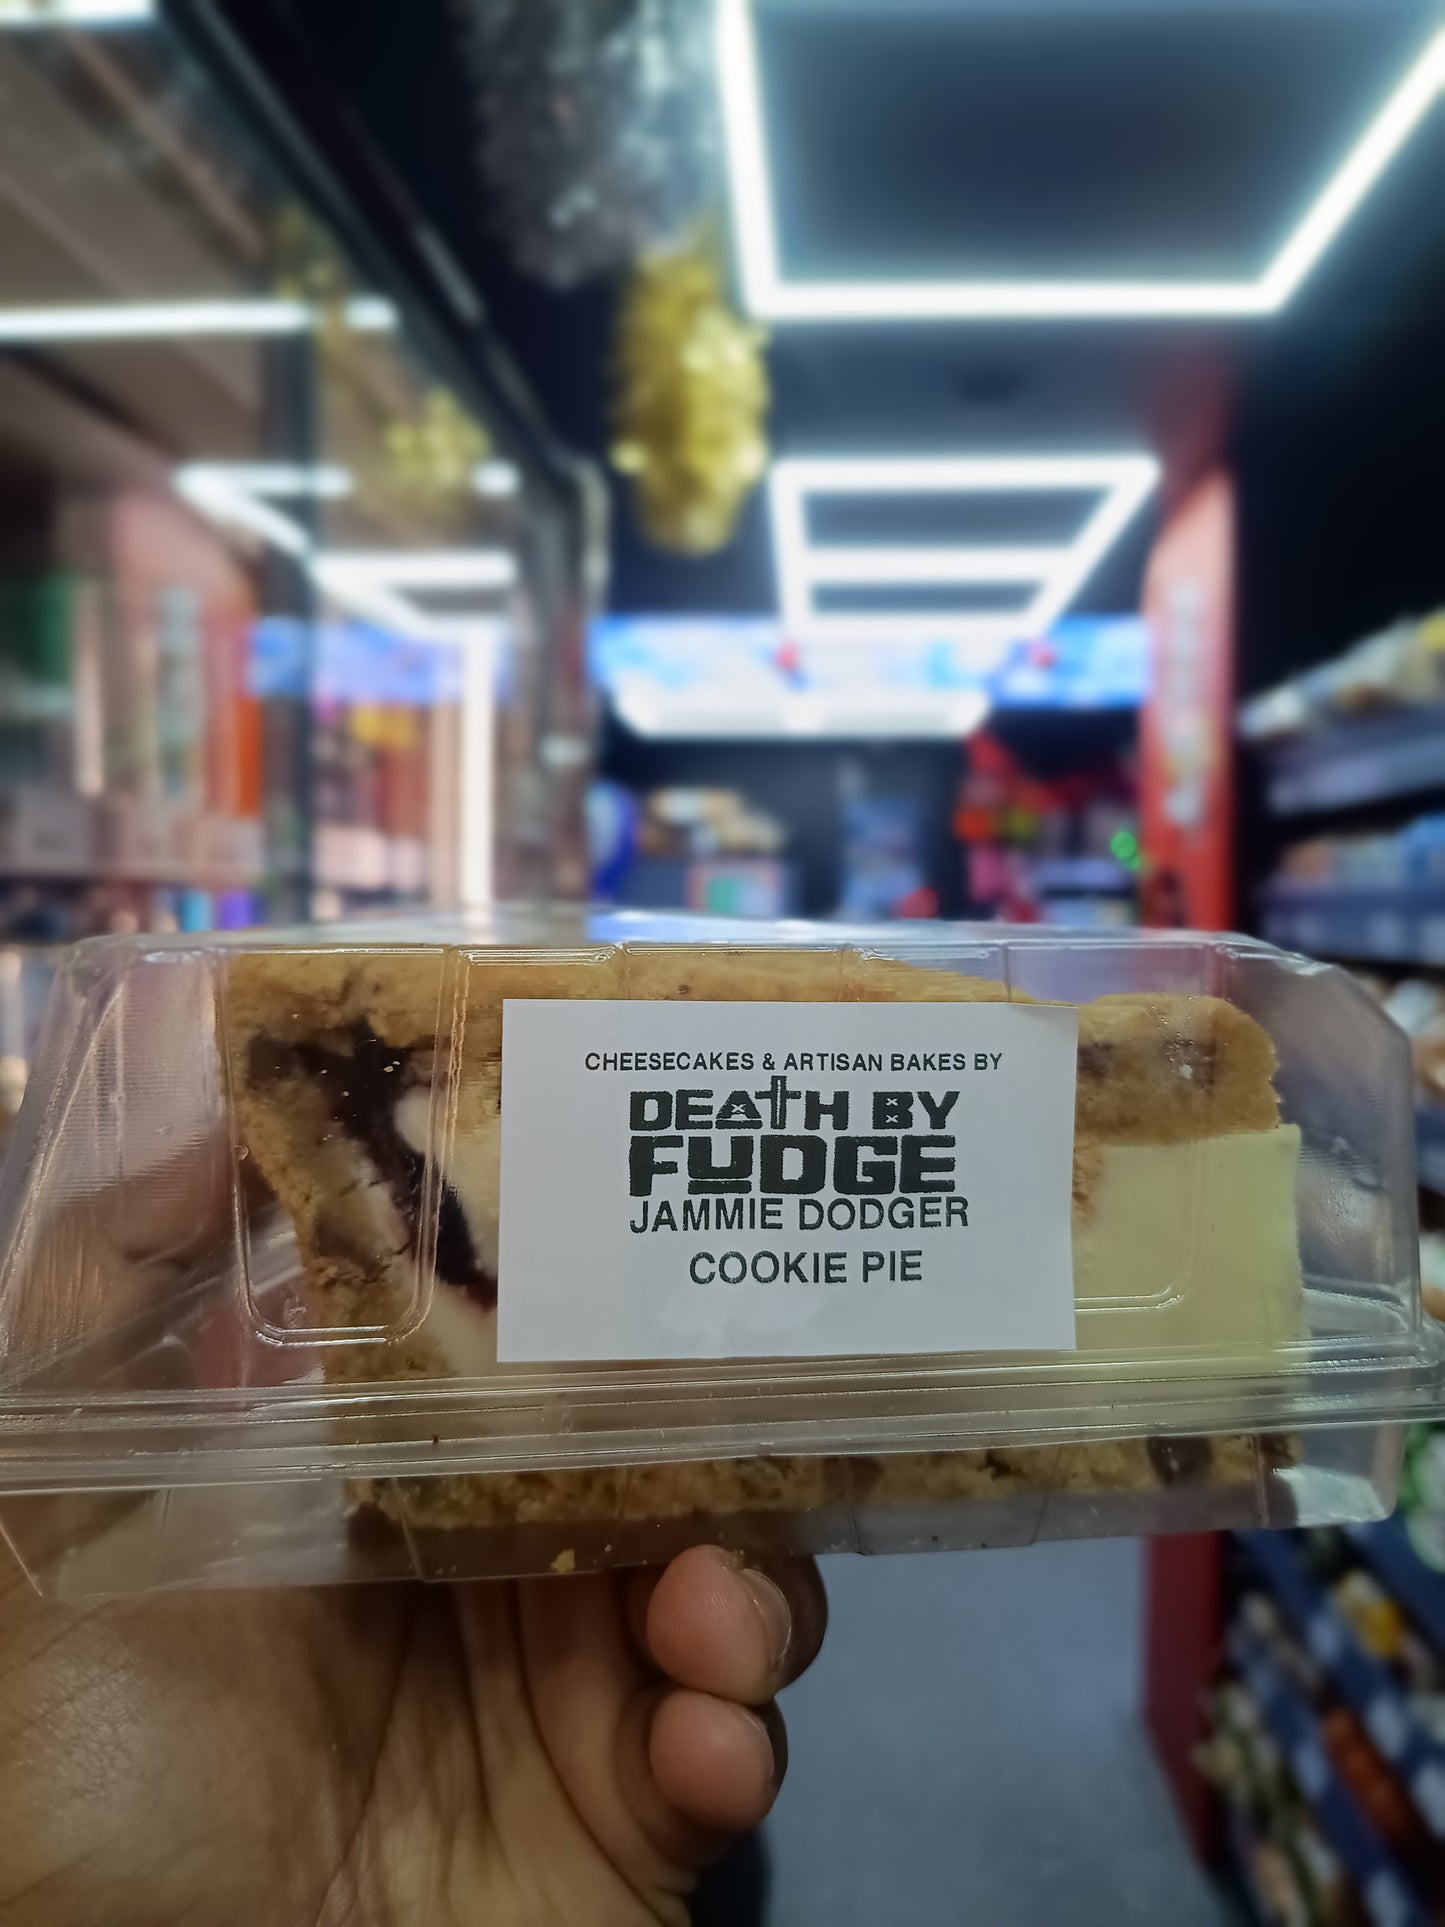 CHEESECAKES & ARTISAN BAKES BY
DEATH BY
FUDGE
JAMMIE DODGER
COOKIE PIE